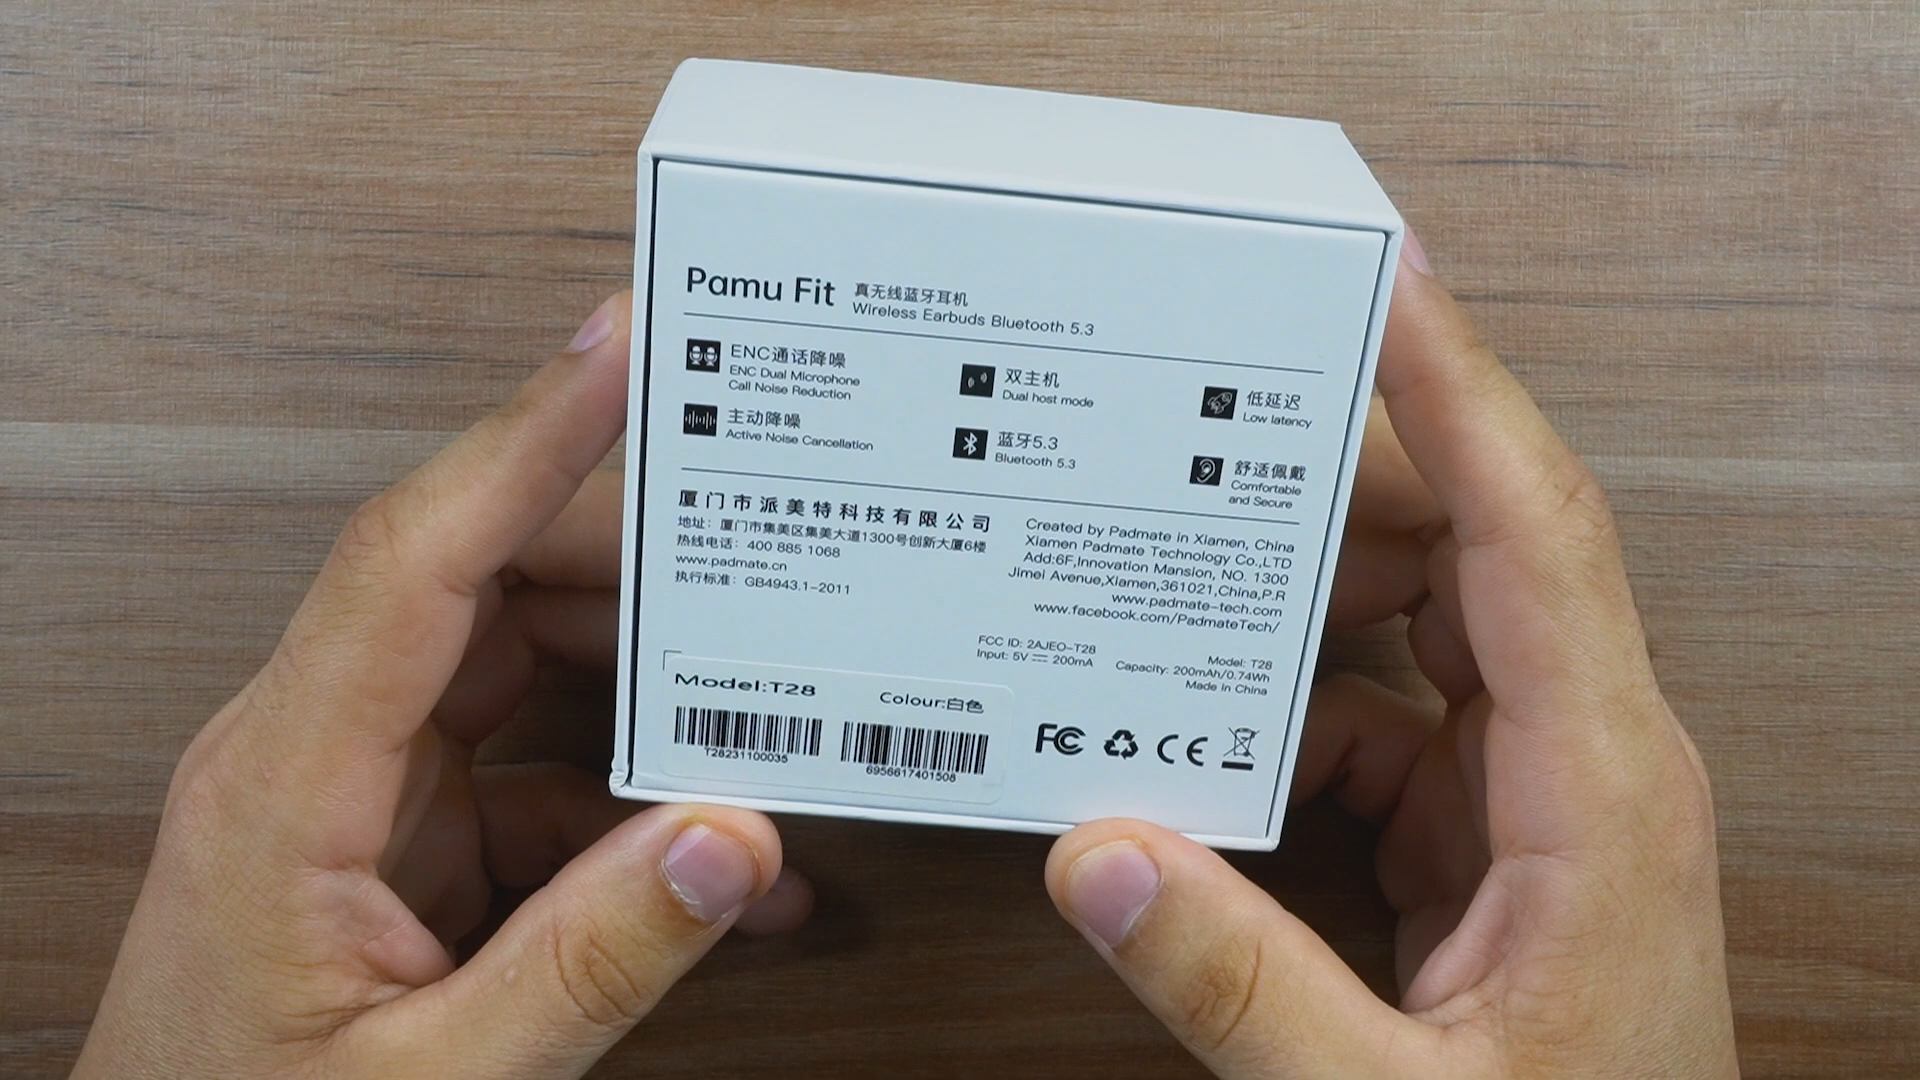 Pamu Fit
真无线蓝牙耳机
Wireless Earbuds Bluetooth 5.3
ENC通话降噪
ENC Dual Microphone
Call Noise Reduction
双主机
Dual host mode
低延迟
Low latency
主动降噪
Active Noise Cancellation
蓝牙5.3
Bluetooth 5.3
舒适佩戴
Comfortable
and Secure
厦门市派美特科技有限公司
地址：厦门市集美区集美大道1300号创新大厦6楼
热线电话：400 885 1068
www.padmate.cn
执行标准：GB4943.1-2011
Created by Padmate in Xiamen, China
Xiamen Padmate Technology Co.,LTD
Add:6F,Innovation Mansion, NO. 1300
Jimei Avenue,Xiamen,361021,China,P.R
www.padmate-tech.com
www.facebook.com/PadmateTech/
FCC ID: 2AJEO-T28
Input: 5V ⎓ 200mA
Model: T28
Capacity: 200mAh/0.74Wh
Made in China
Model:T28
Colour:白色
T28231100035
6956617401508
FC
CE